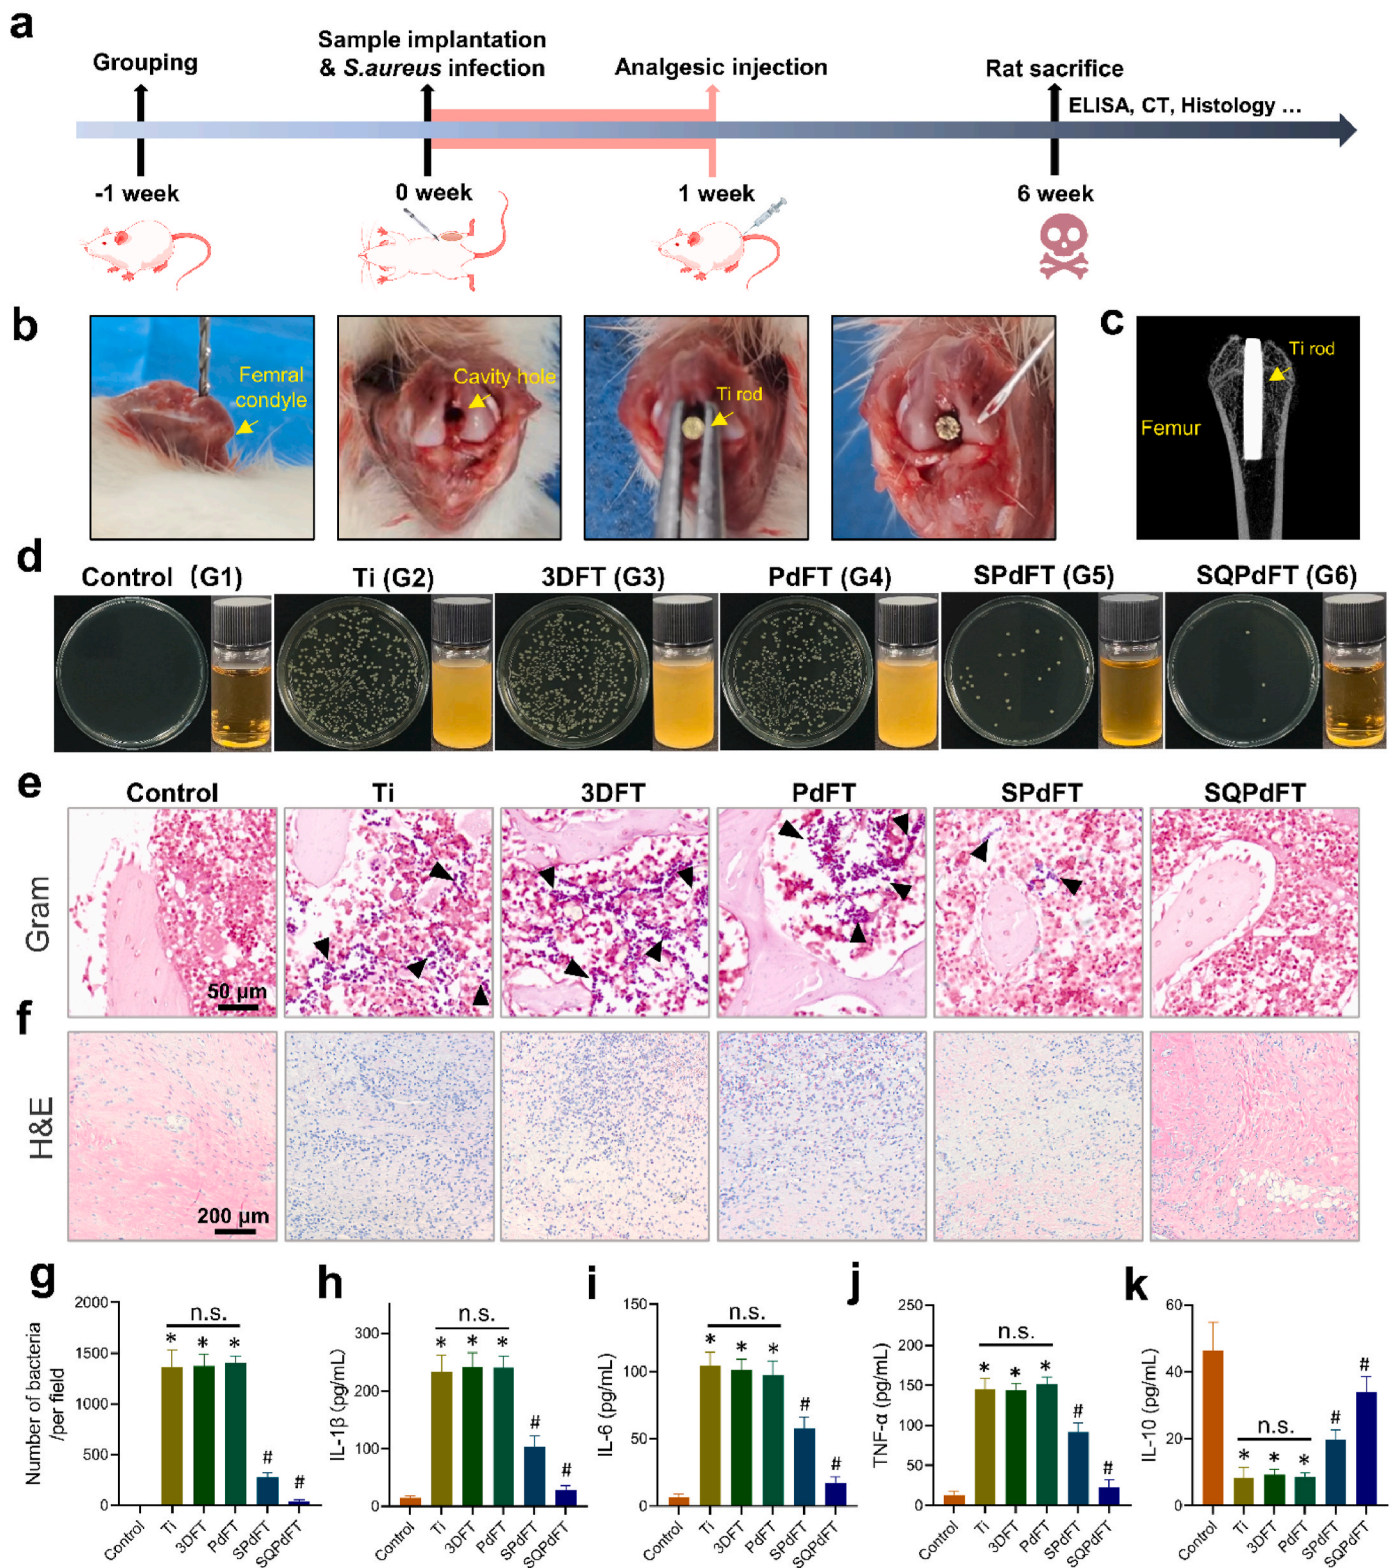 a
Grouping
Sample implantation
& S.aureus infection
Analgesic injection
Rat sacrifice
ELISA, CT, Histology ...
-1 week
0 week
1 week
6 week
b
Femral
condyle
Cavity hole
Ti rod
c
Ti rod
Femur
d
Control (G1)
Ti (G2)
3DFT (G3)
PdFT (G4)
SPdFT (G5)
SQPdFT (G6)
e
Control
Ti
3DFT
PdFT
SPdFT
SQPdFT
Gram
50 μm
f
H&E
200 μm
g
Number of bacteria
/per field
2000
1500
1000
500
0
n.s.
* * *
# #
Control
Ti
3DFT
PdFT
SPdFT
SQPdFT
h
IL-1β (pg/mL)
300
200
100
0
n.s.
* * *
# #
Control
Ti
3DFT
PdFT
SPdFT
SQPdFT
i
IL-6 (pg/mL)
150
100
50
0
n.s.
* * *
# #
Control
Ti
3DFT
PdFT
SPdFT
SQPdFT
j
TNF-α (pg/mL)
250
200
150
100
50
0
n.s.
* * *
# #
Control
Ti
3DFT
PdFT
SPdFT
SQPdFT
k
IL-10 (pg/mL)
60
40
20
0
n.s.
* * *
# #
Control
Ti
3DFT
PdFT
SPdFT
SQPdFT